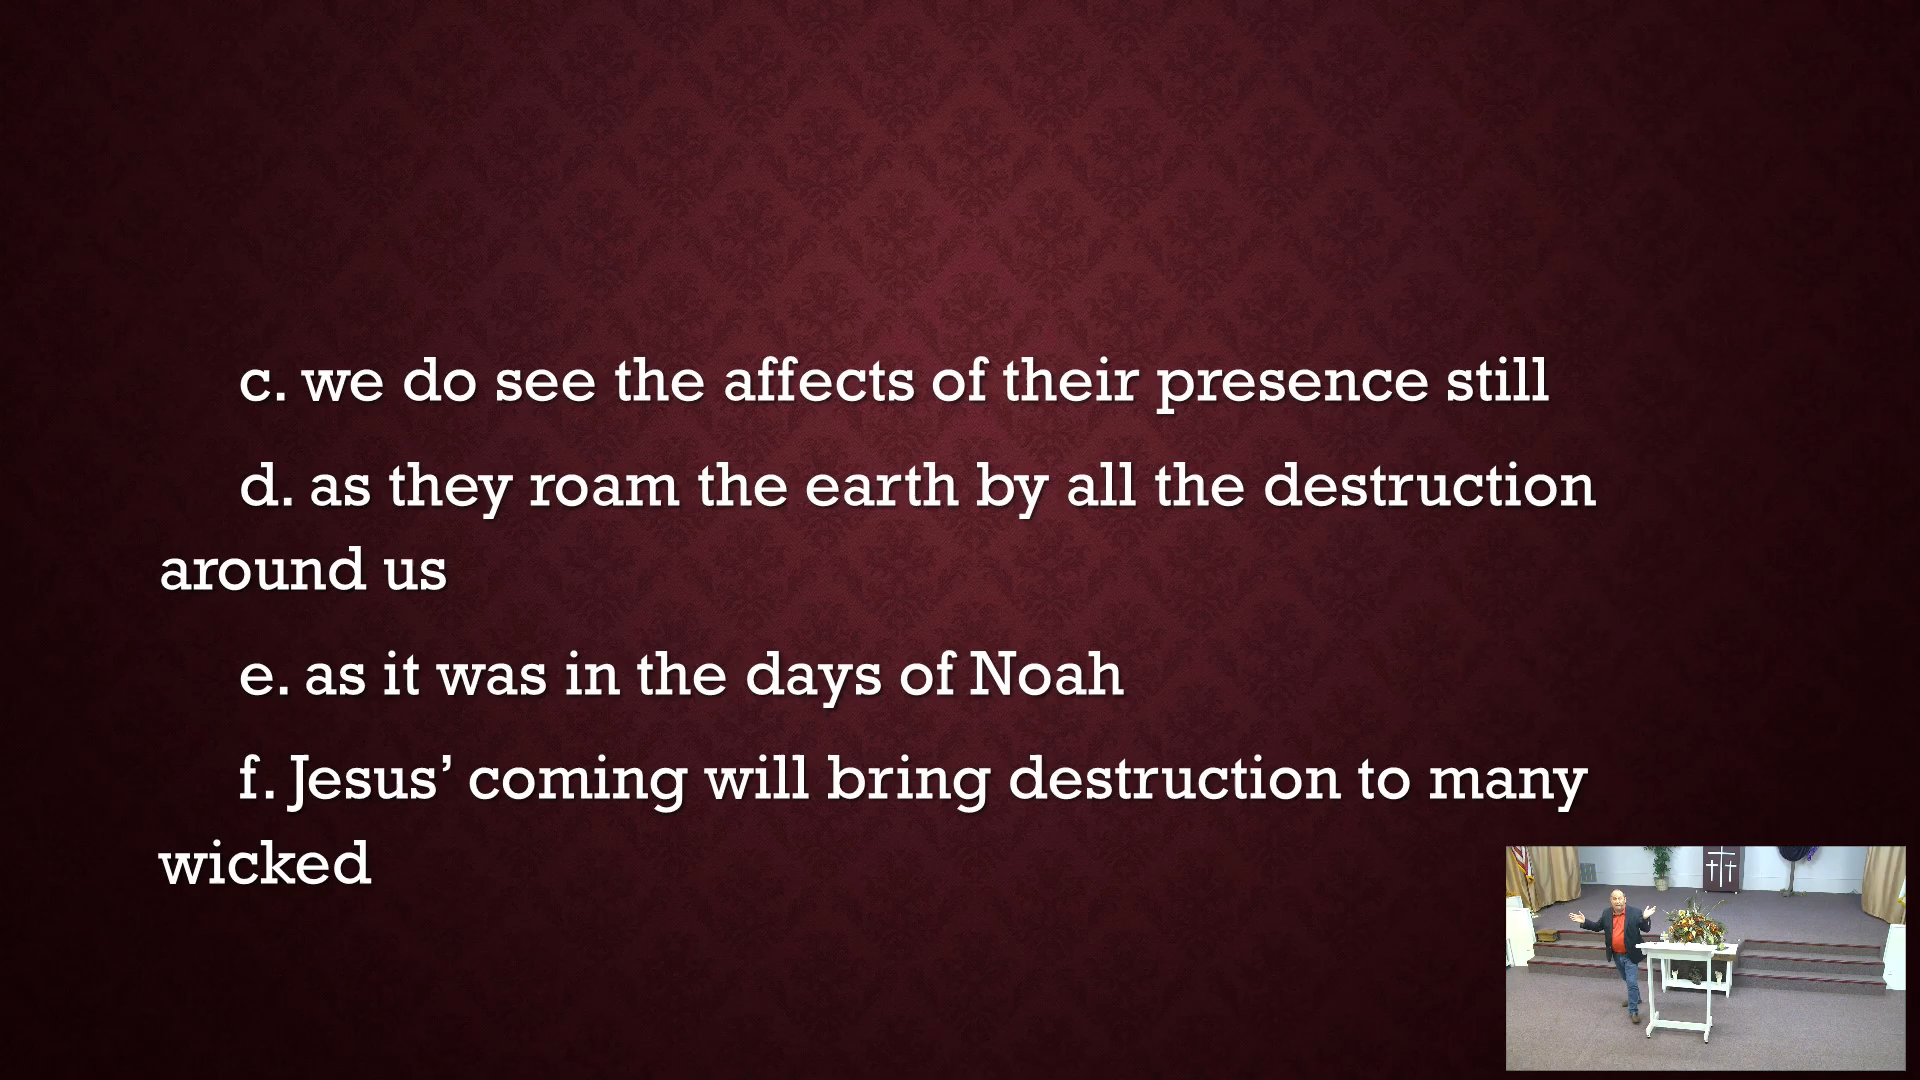 c. we do see the affects of their presence still
d. as they roam the earth by all the destruction
around us
e. as it was in the days of Noah
f. Jesus’ coming will bring destruction to many
wicked